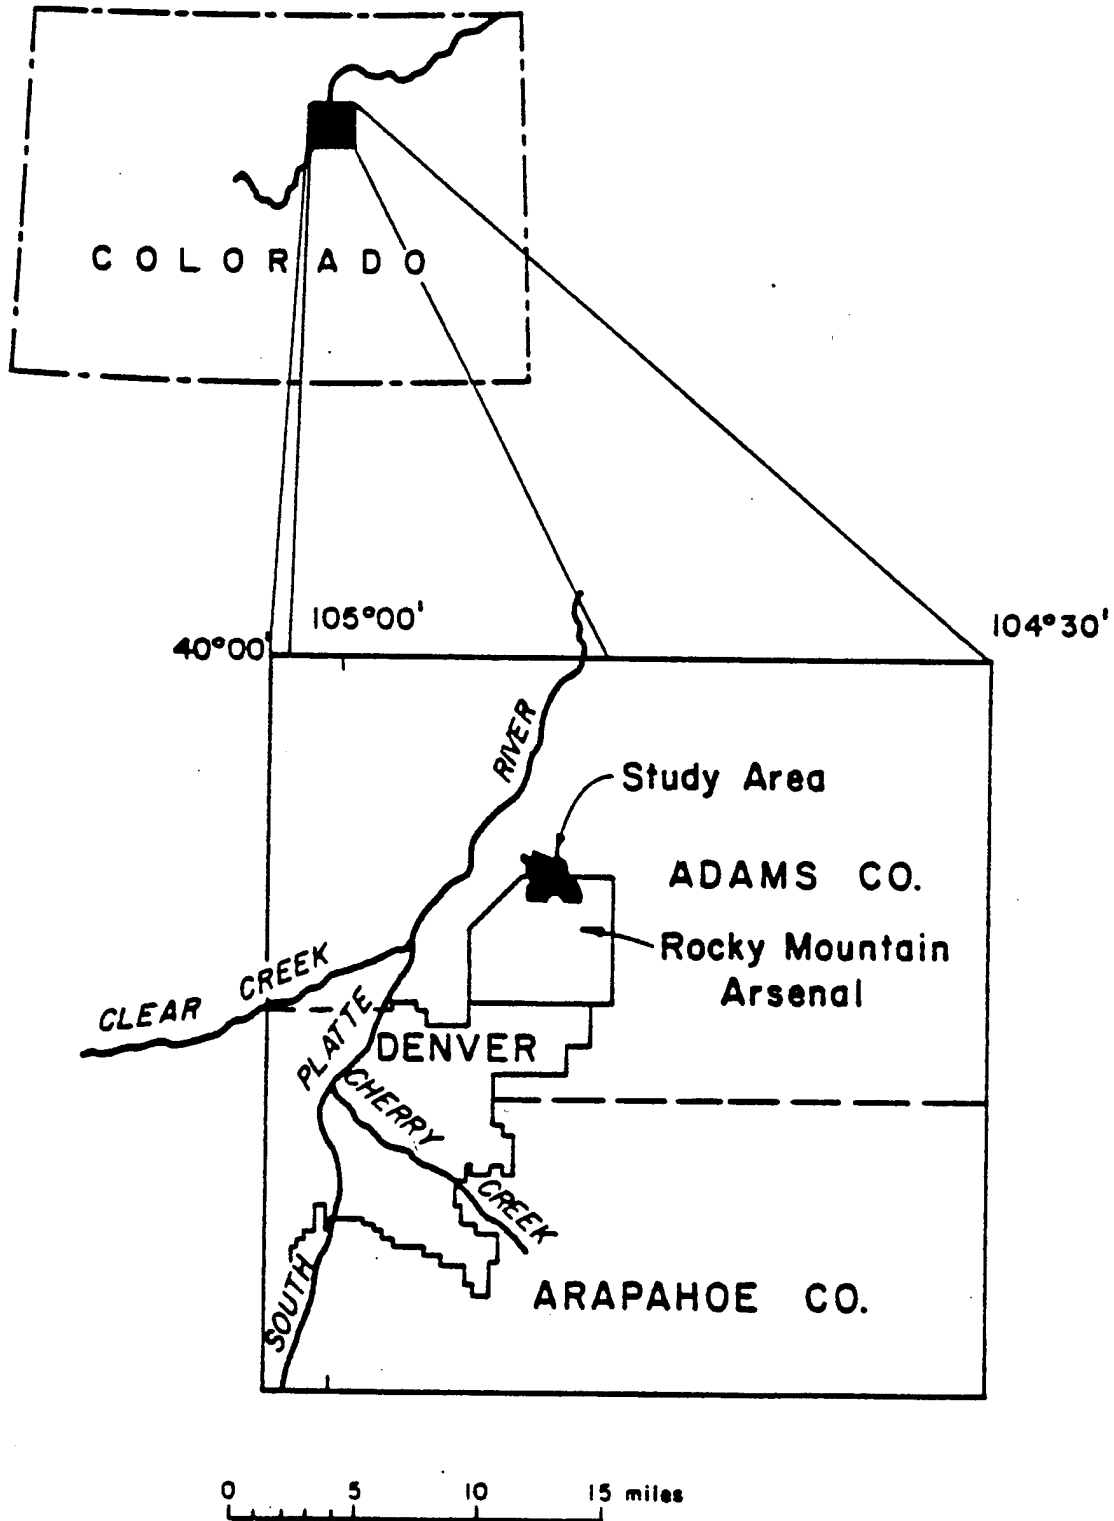 COLORADO
105°00'
40°00'
104°30'
RIVER
Study Area
ADAMS CO.
Rocky Mountain
Arsenal
CLEAR CREEK
PLATTE
DENVER
CHERRY
CREEK
SOUTH
ARAPAHOE CO.
0 5 10 15 miles